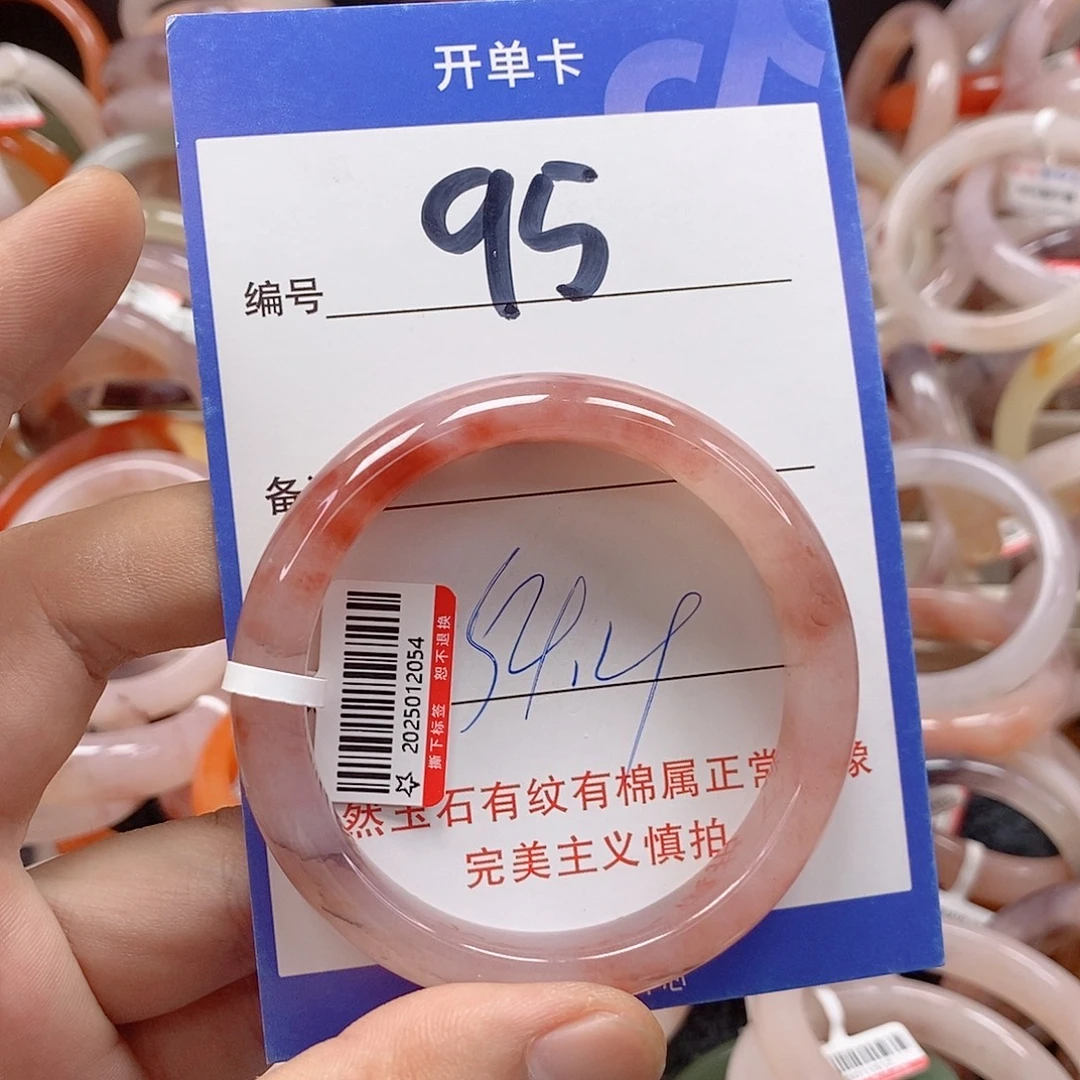 开单卡
编号 95
备
54.4
2025012054
撕下标签 恕不退换
然玉石有纹有棉属正常
完美主义慎拍